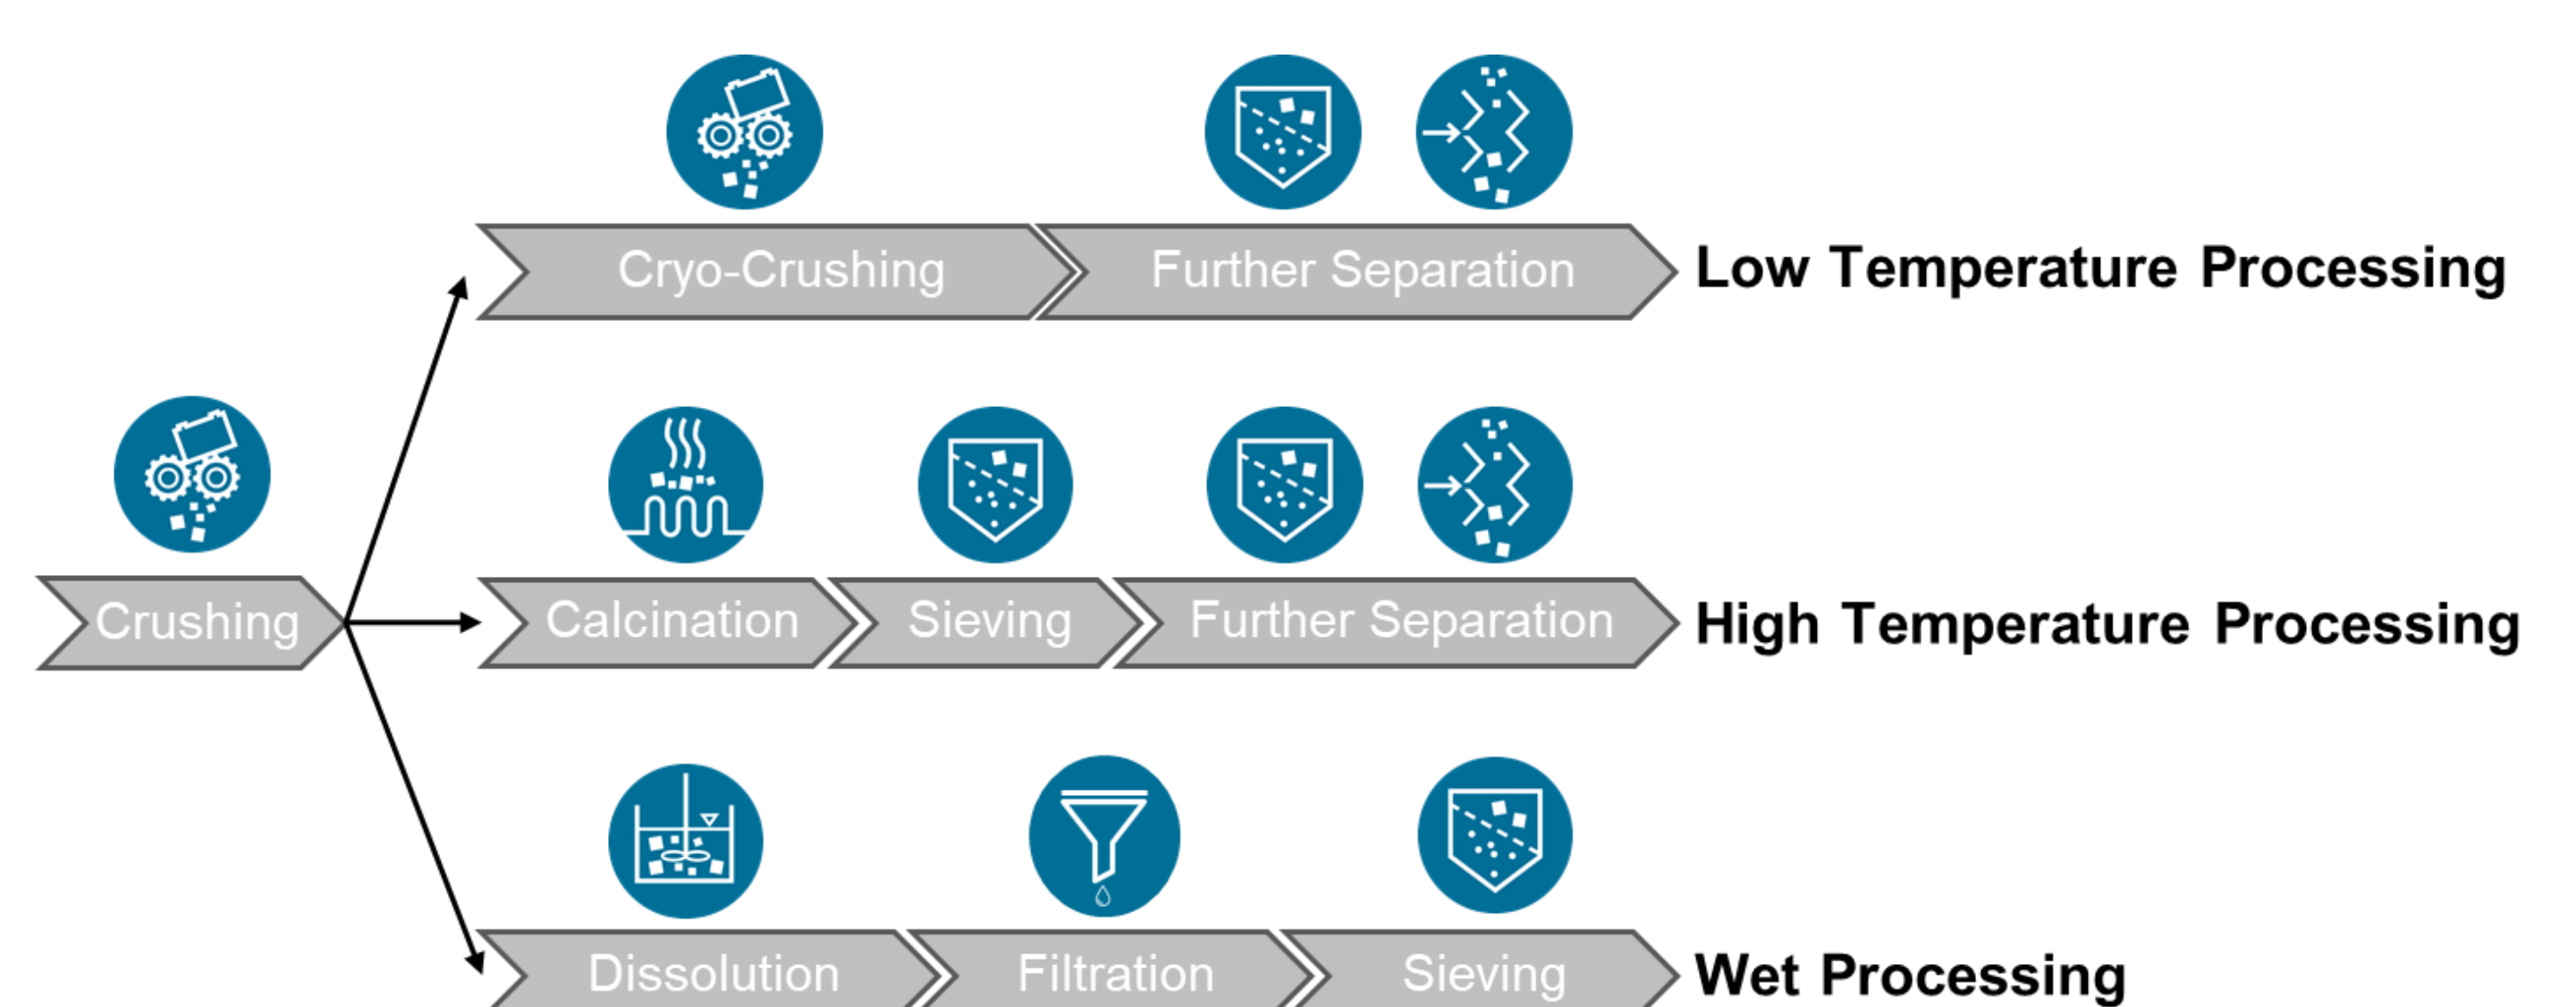 Cryo-Crushing
Further Separation
Low Temperature Processing
Crushing
Calcination
Sieving
Further Separation
High Temperature Processing
Dissolution
Filtration
Sieving
Wet Processing